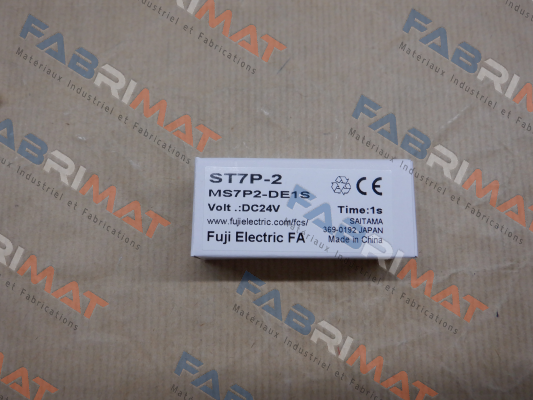 ST7P-2
MS7P2-DE1S
Volt .:DC24V
Time:1s
www.fujielectric.com/fcs/
SAITAMA
369-0192 JAPAN
Fuji Electric FA
Made in China
CE
FABRIMAT
Materiaux Industriel et Fabrications